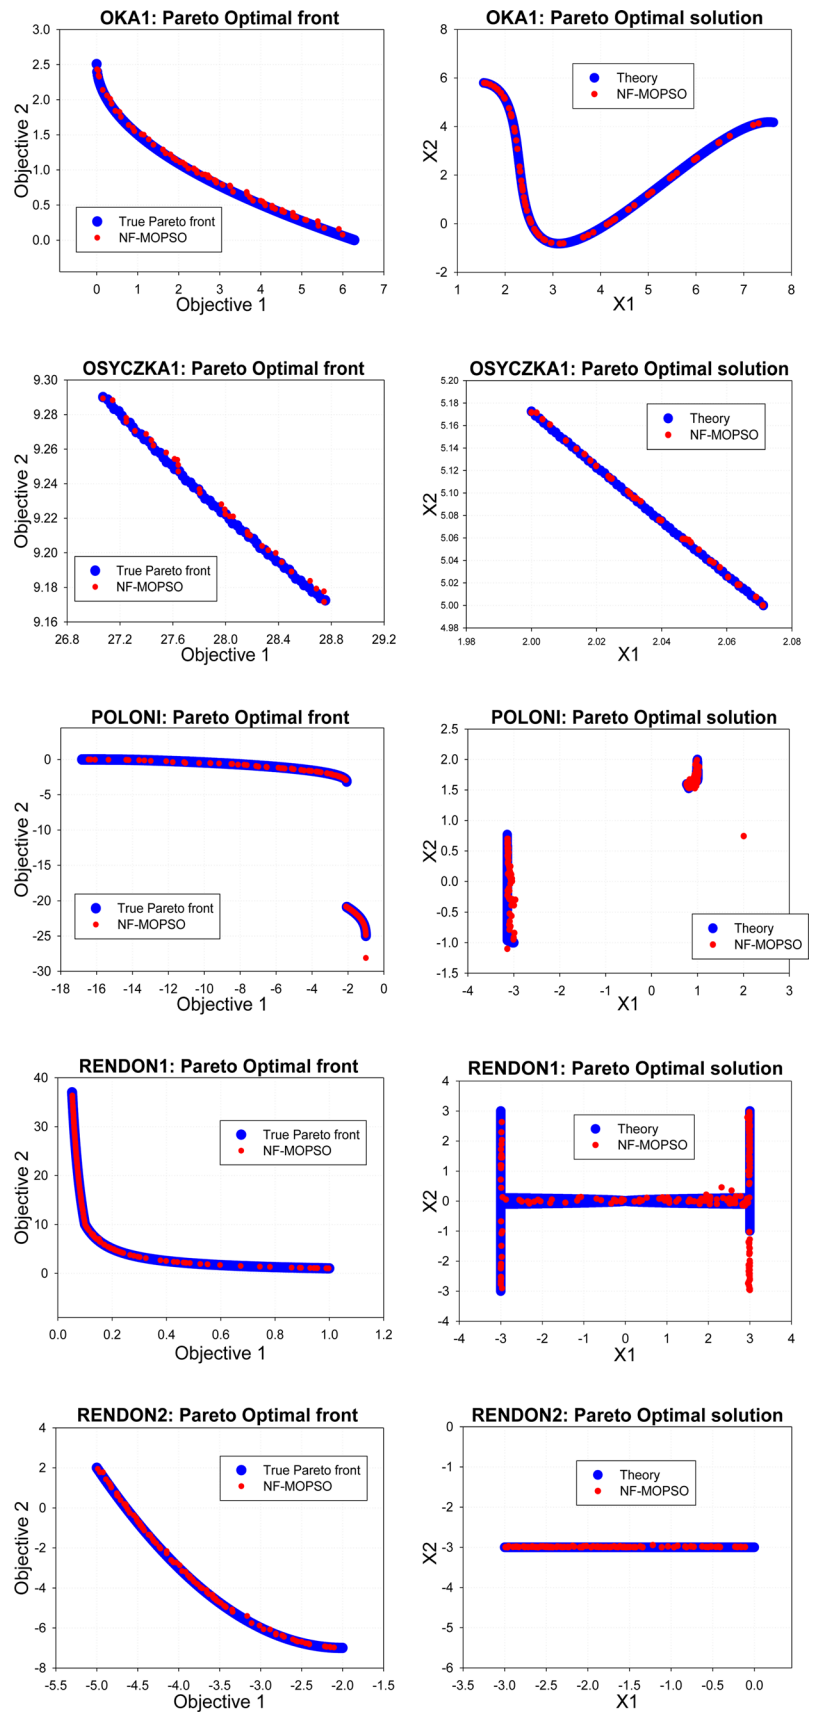 OKA1: Pareto Optimal front
3.0
2.5
2.0
1.5
1.0
0.5
0.0
Objective 2
True Pareto front
NF-MOPSO
0 1 2 3 4 5 6 7
Objective 1
OKA1: Pareto Optimal solution
8
6
4
2
0
-2
X2
Theory
NF-MOPSO
1 2 3 4 5 6 7 8
X1
OSYCZKA1: Pareto Optimal front
9.30
9.28
9.26
9.24
9.22
9.20
9.18
9.16
Objective 2
True Pareto front
NF-MOPSO
26.8 27.2 27.6 28.0 28.4 28.8 29.2
Objective 1
OSYCZKA1: Pareto Optimal solution
5.20
5.18
5.16
5.14
5.12
5.10
5.08
5.06
5.04
5.02
5.00
4.98
X2
Theory
NF-MOPSO
1.98 2.00 2.02 2.04 2.06 2.08
X1
POLONI: Pareto Optimal front
0
-5
-10
-15
-20
-25
-30
Objective 2
True Pareto front
NF-MOPSO
-18 -16 -14 -12 -10 -8 -6 -4 -2 0
Objective 1
POLONI: Pareto Optimal solution
2.5
2.0
1.5
1.0
0.5
0.0
-0.5
-1.0
-1.5
X2
Theory
NF-MOPSO
-4 -3 -2 -1 0 1 2 3
X1
RENDON1: Pareto Optimal front
40
30
20
10
0
Objective 2
True Pareto front
NF-MOPSO
0.0 0.2 0.4 0.6 0.8 1.0 1.2
Objective 1
RENDON1: Pareto Optimal solution
4
3
2
1
0
-1
-2
-3
-4
X2
Theory
NF-MOPSO
-4 -3 -2 -1 0 1 2 3 4
X1
RENDON2: Pareto Optimal front
4
2
0
-2
-4
-6
-8
Objective 2
True Pareto front
NF-MOPSO
-5.5 -5.0 -4.5 -4.0 -3.5 -3.0 -2.5 -2.0 -1.5
Objective 1
RENDON2: Pareto Optimal solution
0
-1
-2
-3
-4
-5
-6
X2
Theory
NF-MOPSO
-3.5 -3.0 -2.5 -2.0 -1.5 -1.0 -0.5 0.0
X1